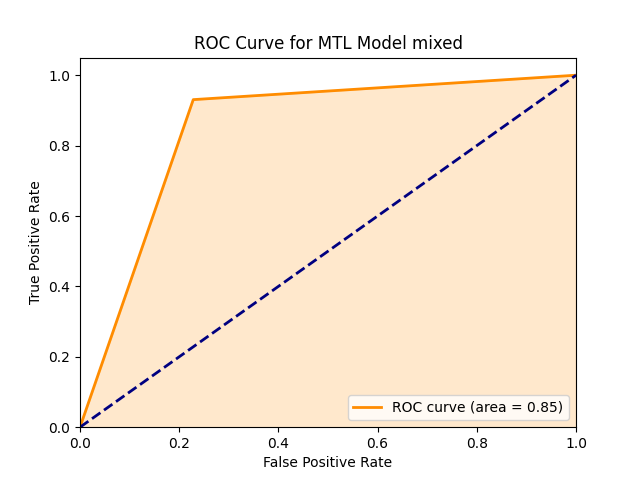 ROC Curve for MTL Model mixed
True Positive Rate
1.0
0.8
0.6
0.4
0.2
0.0
ROC curve (area = 0.85)
0.0 0.2 0.4 0.6 0.8 1.0
False Positive Rate